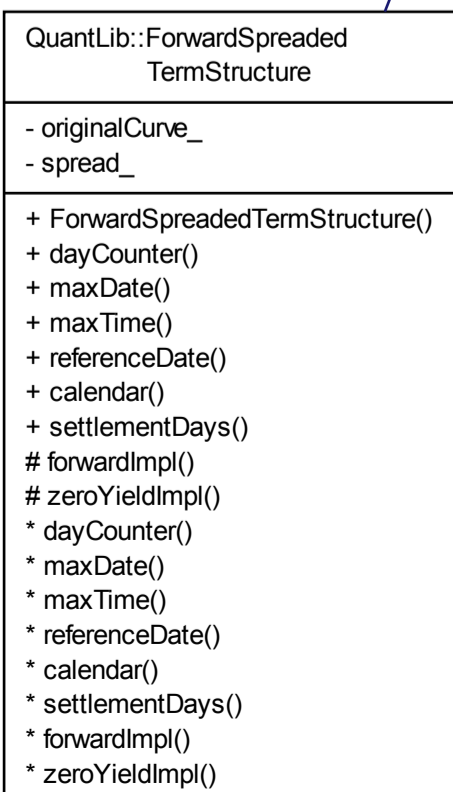 QuantLib::ForwardSpreaded
TermStructure
- originalCurve_
- spread_
+ ForwardSpreadedTermStructure()
+ dayCounter()
+ maxDate()
+ maxTime()
+ referenceDate()
+ calendar()
+ settlementDays()
# forwardImpl()
# zeroYieldImpl()
* dayCounter()
* maxDate()
* maxTime()
* referenceDate()
* calendar()
* settlementDays()
* forwardImpl()
* zeroYieldImpl()